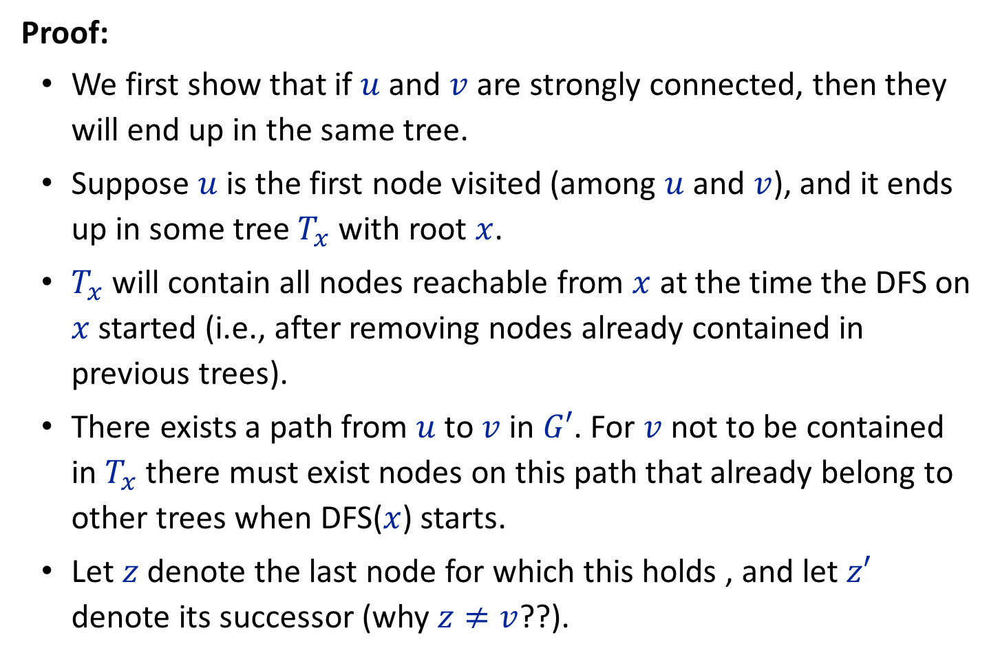 Proof:
• We first show that if u and v are strongly connected, then they
will end up in the same tree.
• Suppose u is the first node visited (among u and v), and it ends
up in some tree Tₓ with root x.
• Tₓ will contain all nodes reachable from x at the time the DFS on
x started (i.e., after removing nodes already contained in
previous trees).
• There exists a path from u to v in G′. For v not to be contained
in Tₓ there must exist nodes on this path that already belong to
other trees when DFS(x) starts.
• Let z denote the last node for which this holds , and let z′
denote its successor (why z ≠ v??).